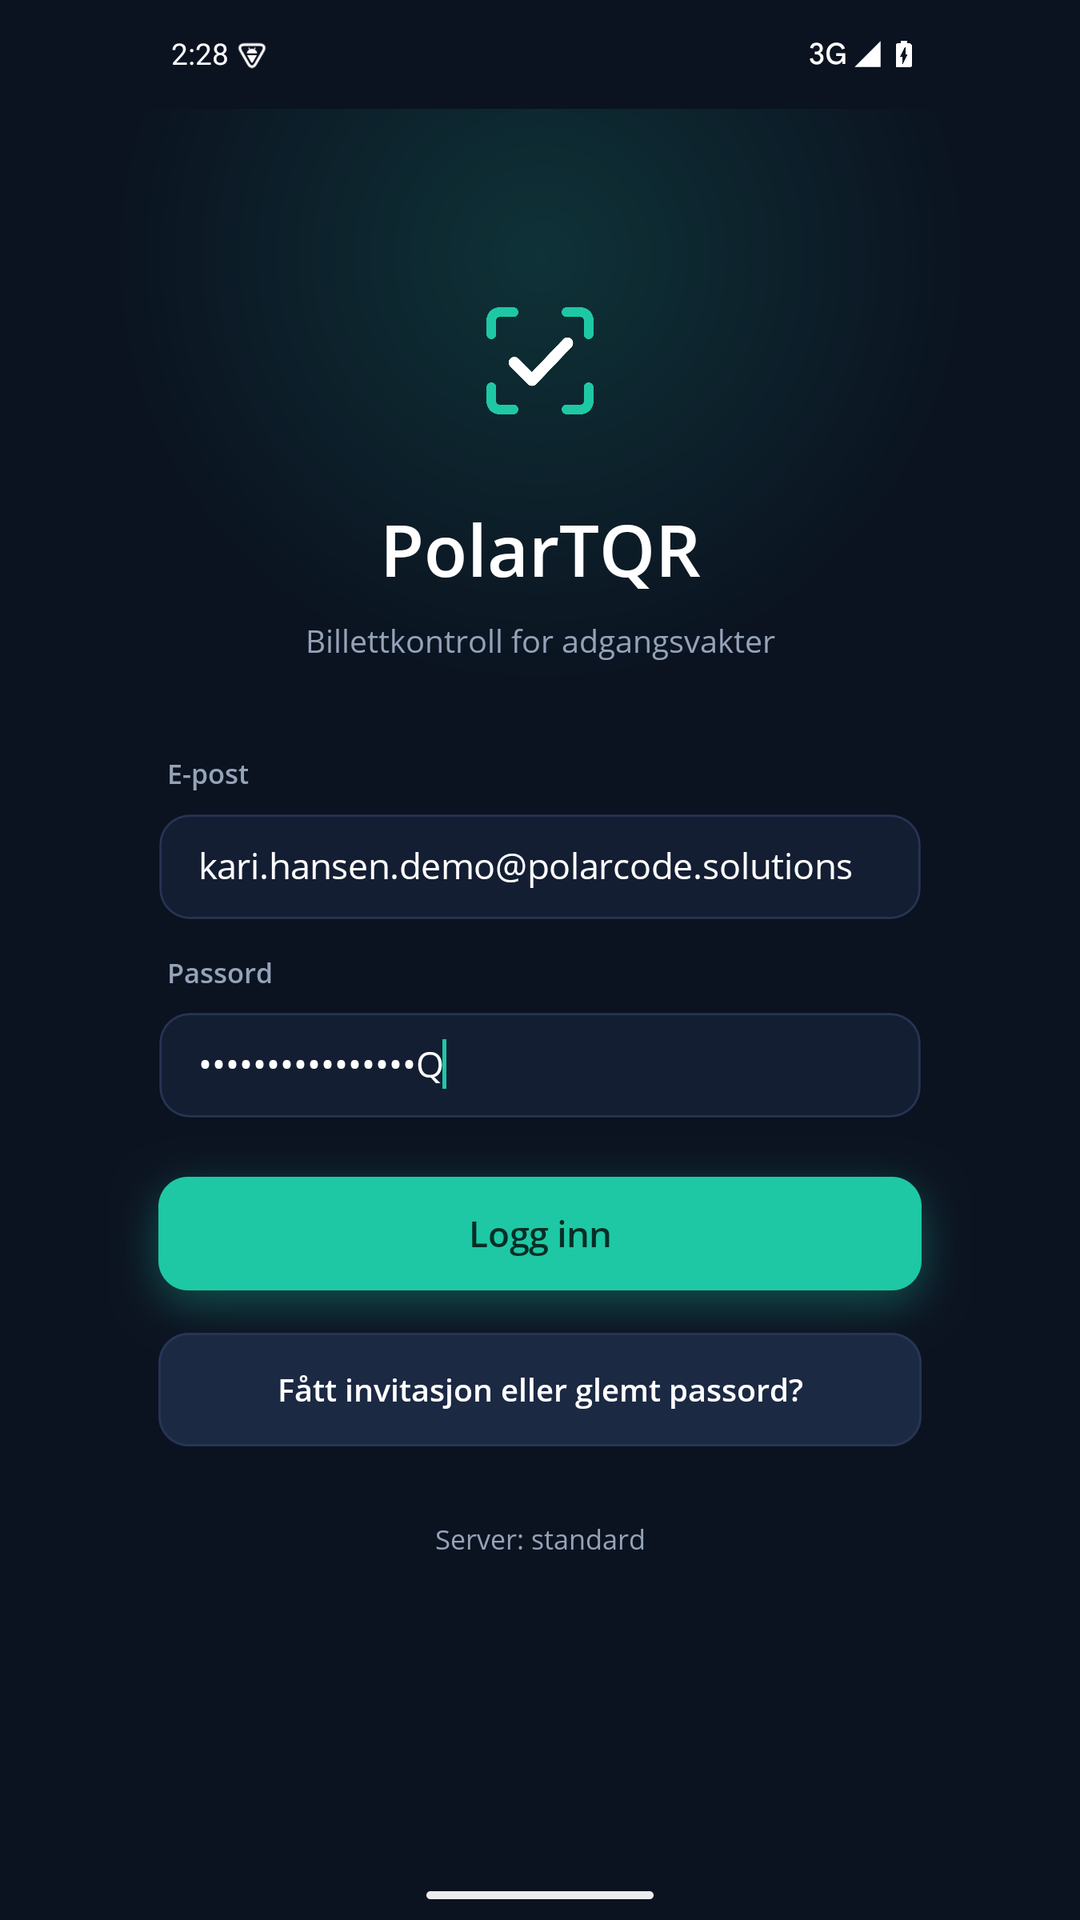 2:28
3G
PolarTQR
Billettkontroll for adgangsvakter
E-post
kari.hansen.demo@polarcode.solutions
Passord
••••••••••••••••Q
Logg inn
Fått invitasjon eller glemt passord?
Server: standard